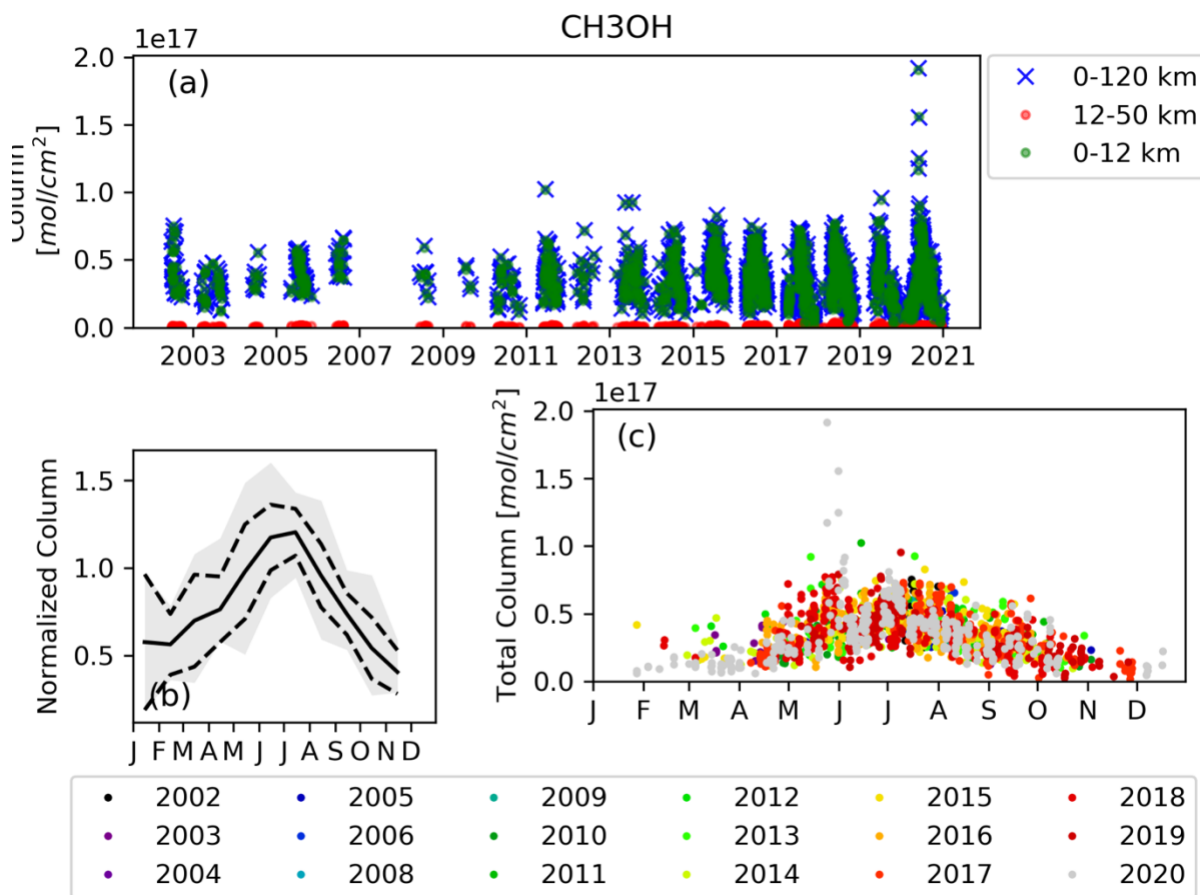 CH3OH
1e17
(a)
2.0
1.5
1.0
0.5
0.0
[mol/cm²]
2003 2005 2007 2009 2011 2013 2015 2017 2019 2021
0-120 km
12-50 km
0-12 km
Normalized Column
1.5
1.0
0.5
(b)
J F M A M J J A S O N D
1e17
Total Column [mol/cm²]
(c)
2.0
1.5
1.0
0.5
0.0
J F M A M J J A S O N D
2002 2005 2009 2012 2015 2018
2003 2006 2010 2013 2016 2019
2004 2008 2011 2014 2017 2020